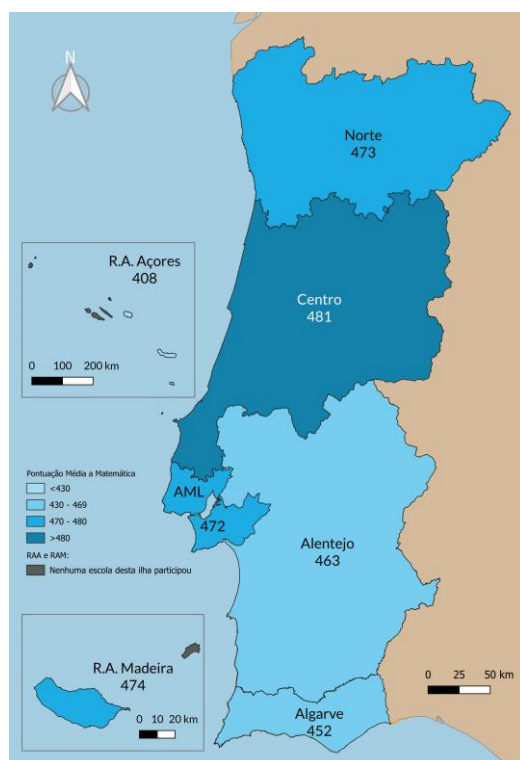 N
Norte
473
R.A. Açores
408
0 100 200 km
Centro
481
Pontuação Média a Matemática
<430
430 - 469
470 - 480
>480
RAA e RAM:
Nenhuma escola desta ilha participou
AML
472
Alentejo
463
R.A. Madeira
474
0 10 20 km
0 25 50 km
Algarve
452